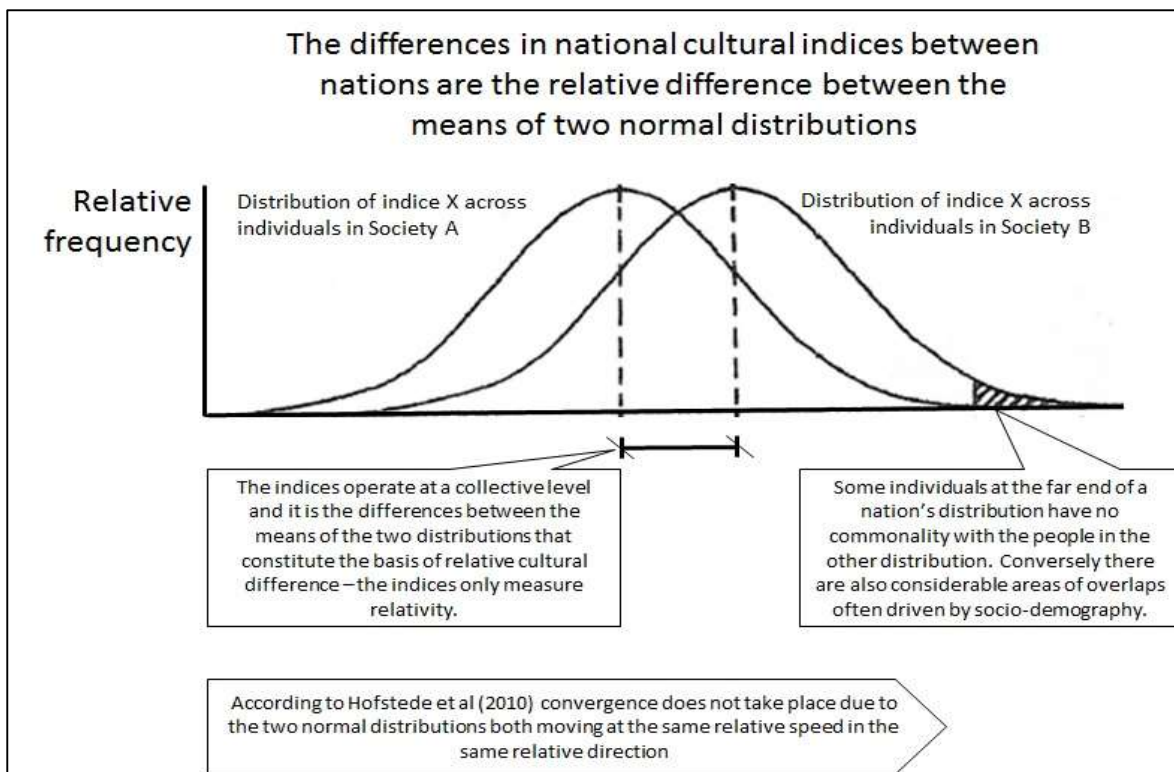 The differences in national cultural indices between
nations are the relative difference between the
means of two normal distributions
Relative
frequency
Distribution of indice X across
individuals in Society A
Distribution of indice X across
individuals in Society B
The indices operate at a collective level
and it is the differences between the
means of the two distributions that
constitute the basis of relative cultural
difference – the indices only measure
relativity.
Some individuals at the far end of a
nation's distribution have no
commonality with the people in the
other distribution. Conversely there
are also considerable areas of overlaps
often driven by socio-demography.
According to Hofstede et al (2010) convergence does not take place due to
the two normal distributions both moving at the same relative speed in the
same relative direction